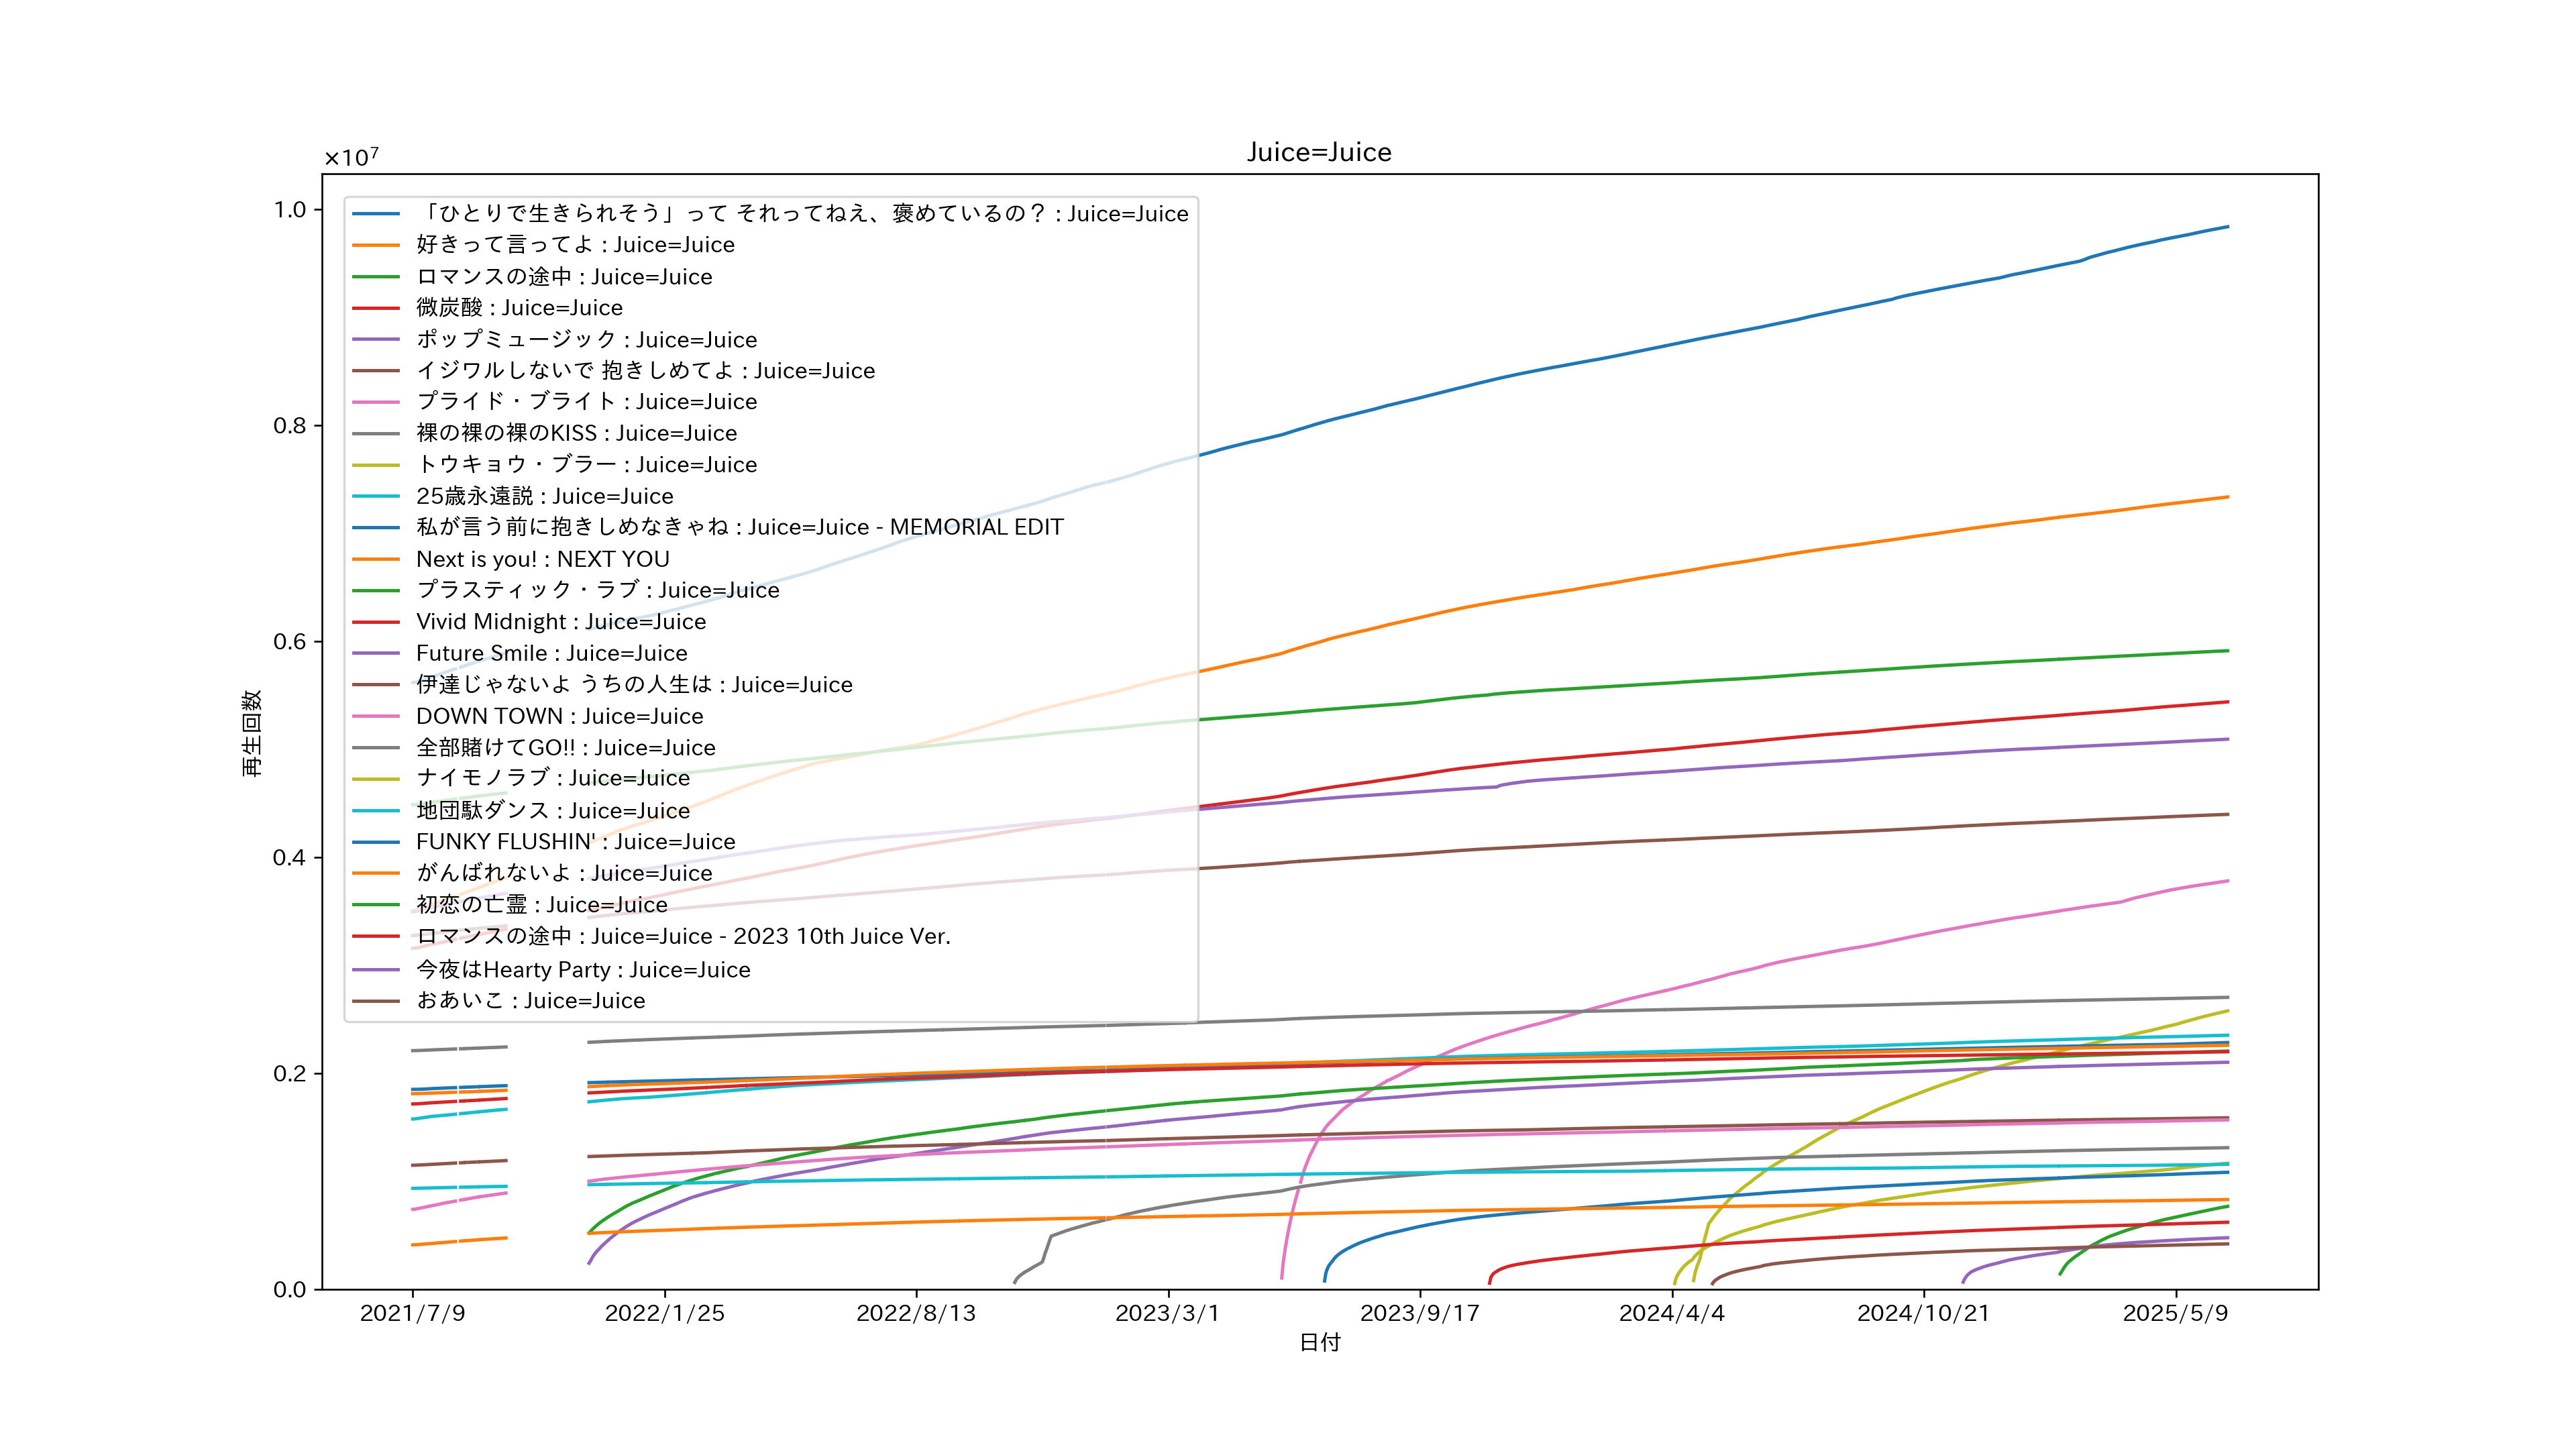 Juice=Juice
×10⁷
1.0
0.8
0.6
0.4
0.2
0.0
再生回数
「ひとりで生きられそう」って それってねえ、褒めているの？ : Juice=Juice
好きって言ってよ : Juice=Juice
ロマンスの途中 : Juice=Juice
微炭酸 : Juice=Juice
ポップミュージック : Juice=Juice
イジワルしないで 抱きしめてよ : Juice=Juice
プライド・ブライト : Juice=Juice
裸の裸の裸のKISS : Juice=Juice
トウキョウ・ブラー : Juice=Juice
25歳永遠説 : Juice=Juice
私が言う前に抱きしめなきゃね : Juice=Juice - MEMORIAL EDIT
Next is you! : NEXT YOU
プラスティック・ラブ : Juice=Juice
Vivid Midnight : Juice=Juice
Future Smile : Juice=Juice
伊達じゃないよ うちの人生は : Juice=Juice
DOWN TOWN : Juice=Juice
全部賭けてGO!! : Juice=Juice
ナイモノラブ : Juice=Juice
地団駄ダンス : Juice=Juice
FUNKY FLUSHIN' : Juice=Juice
がんばれないよ : Juice=Juice
初恋の亡霊 : Juice=Juice
ロマンスの途中 : Juice=Juice - 2023 10th Juice Ver.
今夜はHearty Party : Juice=Juice
おあいこ : Juice=Juice
2021/7/9 2022/1/25 2022/8/13 2023/3/1 2023/9/17 2024/4/4 2024/10/21 2025/5/9
日付